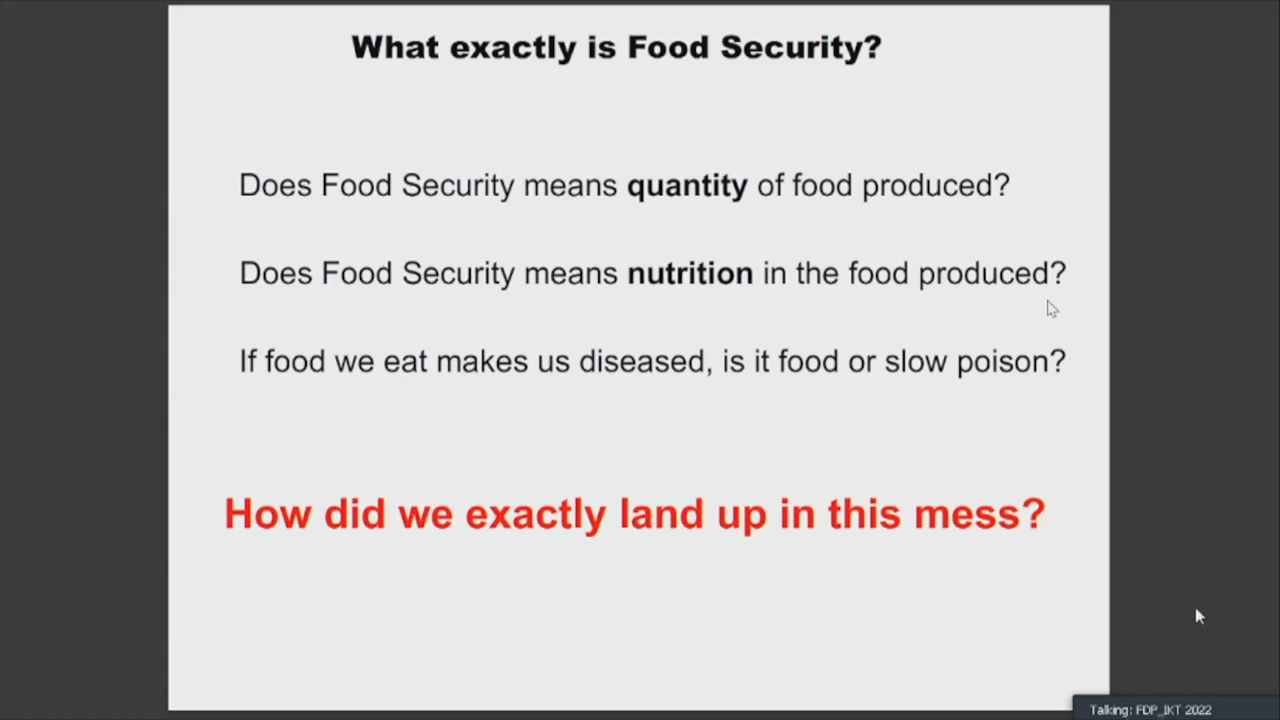 What exactly is Food Security?
Does Food Security means quantity of food produced?
Does Food Security means nutrition in the food produced?
If food we eat makes us diseased, is it food or slow poison?
How did we exactly land up in this mess?
Talking: FDP_IKT 2022